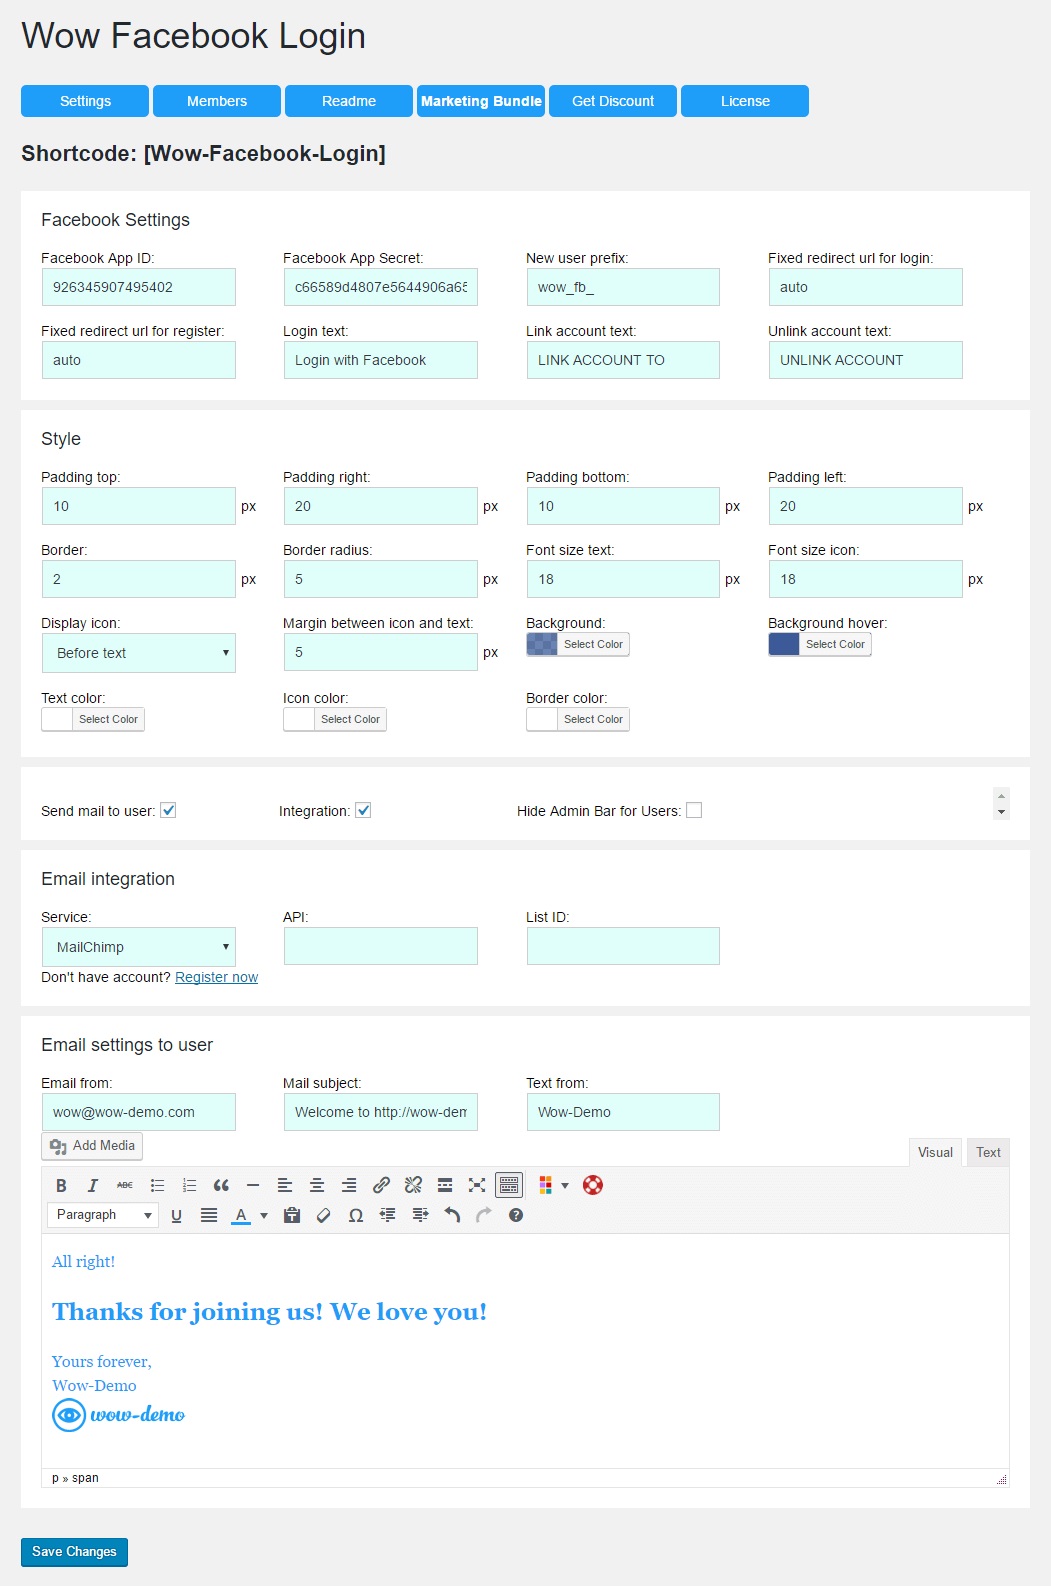 Wow Facebook Login
Settings Members Readme Marketing Bundle Get Discount License
Shortcode: [Wow-Facebook-Login]
Facebook Settings
Facebook App ID: Facebook App Secret: New user prefix: Fixed redirect url for login:
926345907495402 c66589d4807e5644906a65 wow_fb_ auto
Fixed redirect url for register: Login text: Link account text: Unlink account text:
auto Login with Facebook LINK ACCOUNT TO UNLINK ACCOUNT
Style
Padding top: Padding right: Padding bottom: Padding left:
10 px 20 px 10 px 20 px
Border: Border radius: Font size text: Font size icon:
2 px 5 px 18 px 18 px
Display icon: Margin between icon and text: Background: Background hover:
Before text 5 px Select Color Select Color
Text color: Icon color: Border color:
Select Color Select Color Select Color
Send mail to user: Integration: Hide Admin Bar for Users:
Email integration
Service: API: List ID:
MailChimp
Don't have account? Register now
Email settings to user
Email from: Mail subject: Text from:
wow@wow-demo.com Welcome to http://wow-dem Wow-Demo
Add Media Visual Text
B I ABC
Paragraph U A Ω
All right!
Thanks for joining us! We love you!
Yours forever,
Wow-Demo
wow-demo
p » span
Save Changes